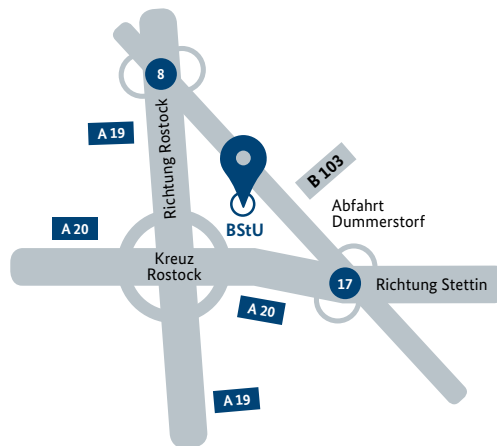 8
A 19
Richtung Rostock
B 103
Abfahrt
Dummerstorf
BStU
A 20
Kreuz
Rostock
17
Richtung Stettin
A 20
A 19